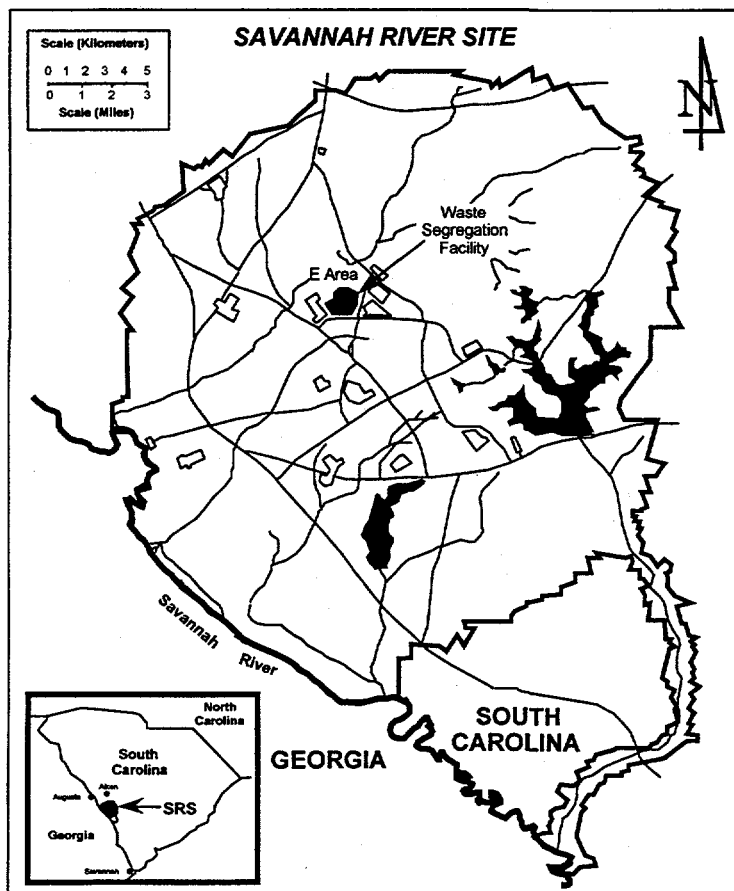 SAVANNAH RIVER SITE
Scale (Kilometers)
0 1 2 3 4 5
0 1 2 3
Scale (Miles)
N
Waste
Segregation
Facility
E Area
Savannah River
SOUTH
CAROLINA
GEORGIA
North
Carolina
South
Carolina
Aiken
Augusta
SRS
Georgia
Savannah